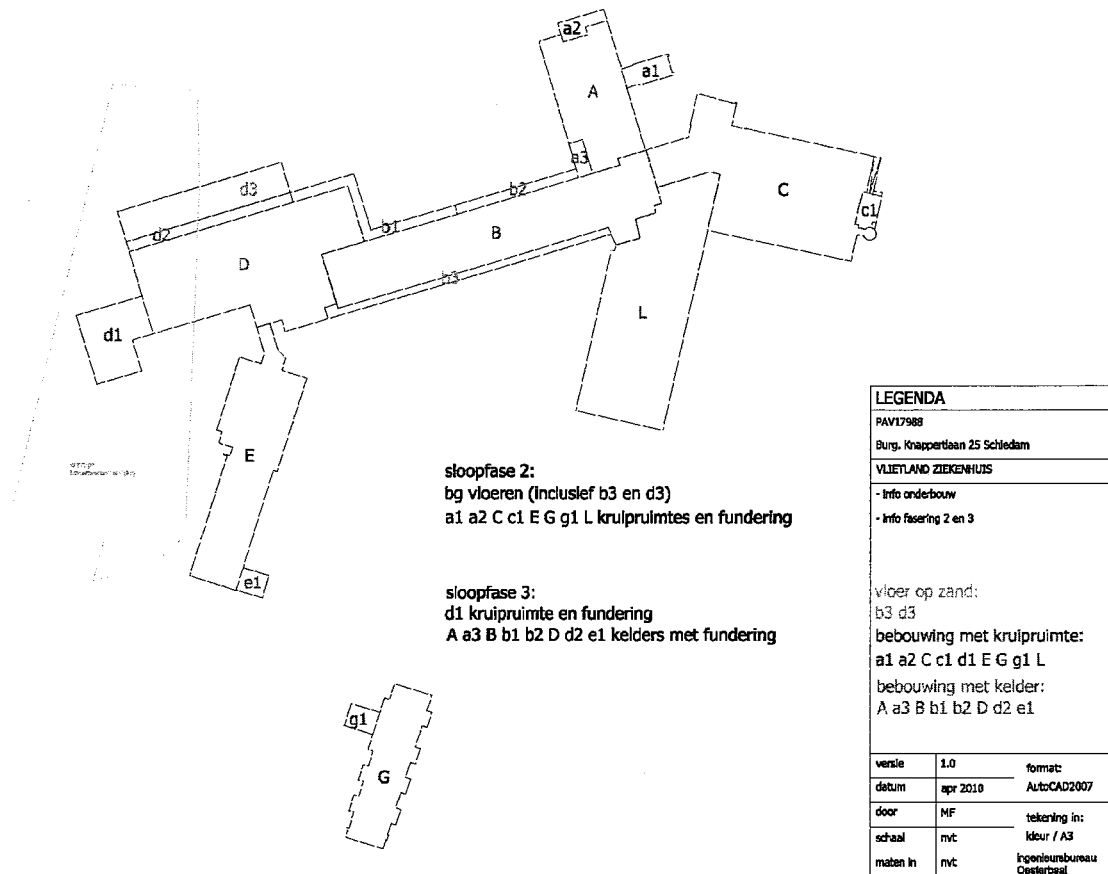 a2
a1
A
a3
C
c1
d3
b2
b1
d2
B
D
b3
L
d1
E
e1
g1
G
sloopfase 2:
bg vloeren (inclusief b3 en d3)
a1 a2 C c1 E G g1 L kruipruimtes en fundering
sloopfase 3:
d1 kruipruimte en fundering
A a3 B b1 b2 D d2 e1 kelders met fundering
LEGENDA
PAV17988
Burg. Knappertlaan 25 Schiedam
VLIETLAND ZIEKENHUIS
- info onderbouw
- info fasering 2 en 3
vloer op zand:
b3 d3
bebouwing met kruipruimte:
a1 a2 C c1 d1 E G g1 L
bebouwing met kelder:
A a3 B b1 b2 D d2 e1
versie 1.0 format:
datum apr 2010 AutoCAD2007
door MF tekening in:
schaal nvt kleur / A3
maten in nvt ingenieursbureau
Oesterbaai